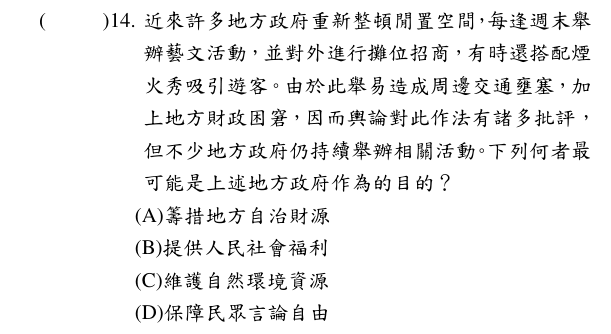 (　　)14. 近來許多地方政府重新整頓閒置空間，每逢週末舉
辦藝文活動，並對外進行攤位招商，有時還搭配煙
火秀吸引遊客。由於此舉易造成周邊交通壅塞，加
上地方財政困窘，因而輿論對此作法有諸多批評，
但不少地方政府仍持續舉辦相關活動。下列何者最
可能是上述地方政府作為的目的？
(A)籌措地方自治財源
(B)提供人民社會福利
(C)維護自然環境資源
(D)保障民眾言論自由